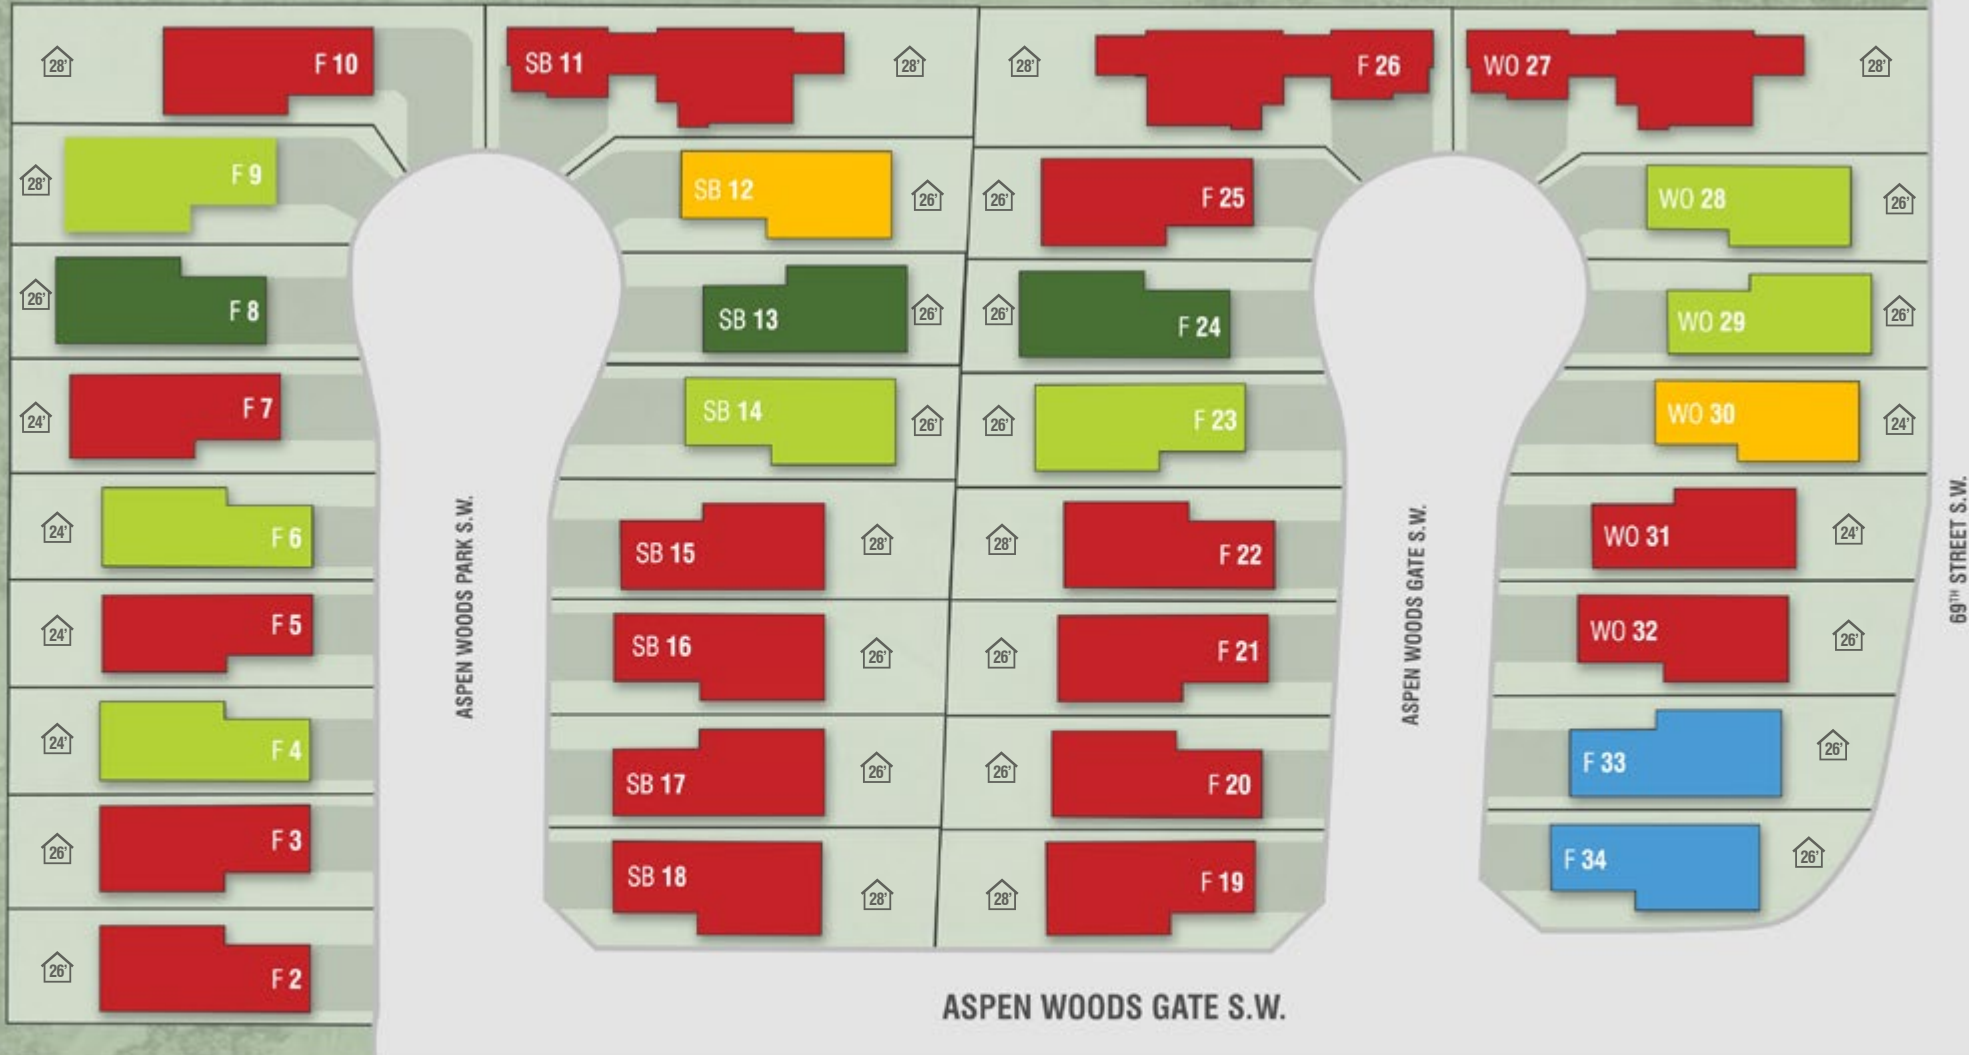 28'
F 10
SB 11
28'
28'
F 26
WO 27
28'
28'
F 9
SB 12
26'
26'
F 25
WO 28
26'
26'
F 8
SB 13
26'
26'
F 24
WO 29
26'
24'
F 7
SB 14
26'
26'
F 23
WO 30
24'
24'
F 6
SB 15
28'
28'
F 22
WO 31
24'
24'
F 5
SB 16
26'
26'
F 21
WO 32
26'
24'
F 4
SB 17
26'
26'
F 20
F 33
26'
26'
F 3
SB 18
28'
28'
F 19
F 34
26'
26'
F 2
ASPEN WOODS PARK S.W.
ASPEN WOODS GATE S.W.
69TH STREET S.W.
ASPEN WOODS GATE S.W.